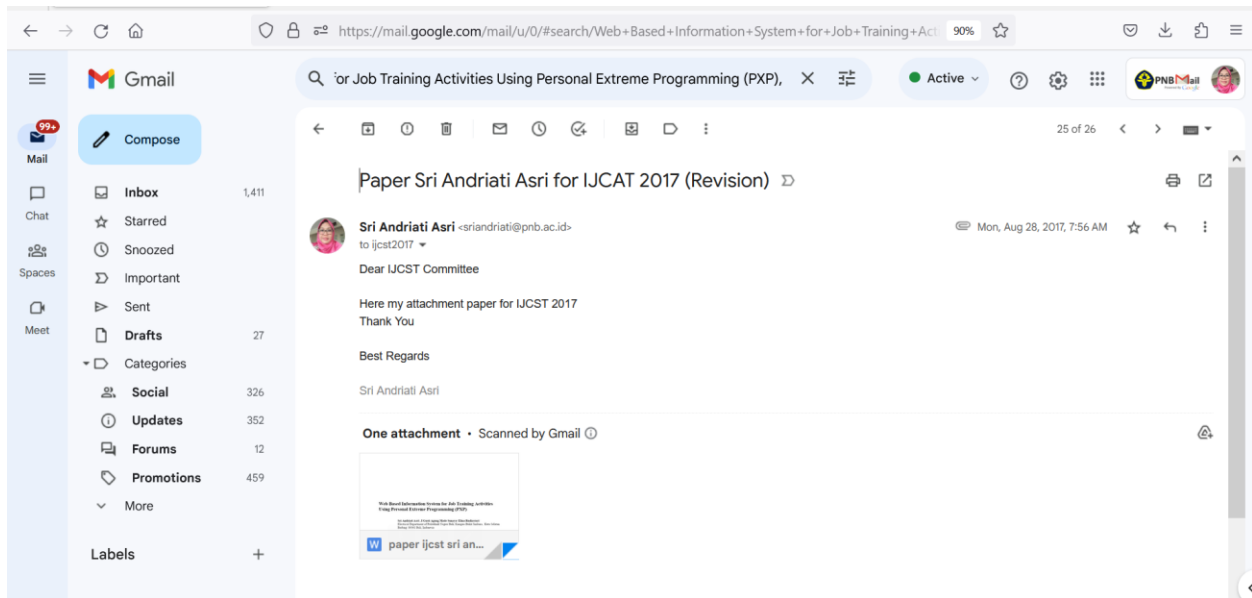 https://mail.google.com/mail/u/0/#search/Web+Based+Information+System+for+Job+Training+Act
90%
Gmail
for Job Training Activities Using Personal Extreme Programming (PXP),
Active
PNBMail
99+
Mail
Chat
Spaces
Meet
Compose
25 of 26
Inbox 1,411
Starred
Snoozed
Important
Sent
Drafts 27
Categories
Social 326
Updates 352
Forums 12
Promotions 459
More
Labels
Paper Sri Andriati Asri for IJCAT 2017 (Revision)
Sri Andriati Asri <sriandriati@pnb.ac.id>
Mon, Aug 28, 2017, 7:56 AM
to ijcst2017
Dear IJCST Committee
Here my attachment paper for IJCST 2017
Thank You
Best Regards
Sri Andriati Asri
One attachment • Scanned by Gmail
Web Based Information System for Job Training Activities
Using Personal Extreme Programming (PXP)
W paper ijcst sri an...